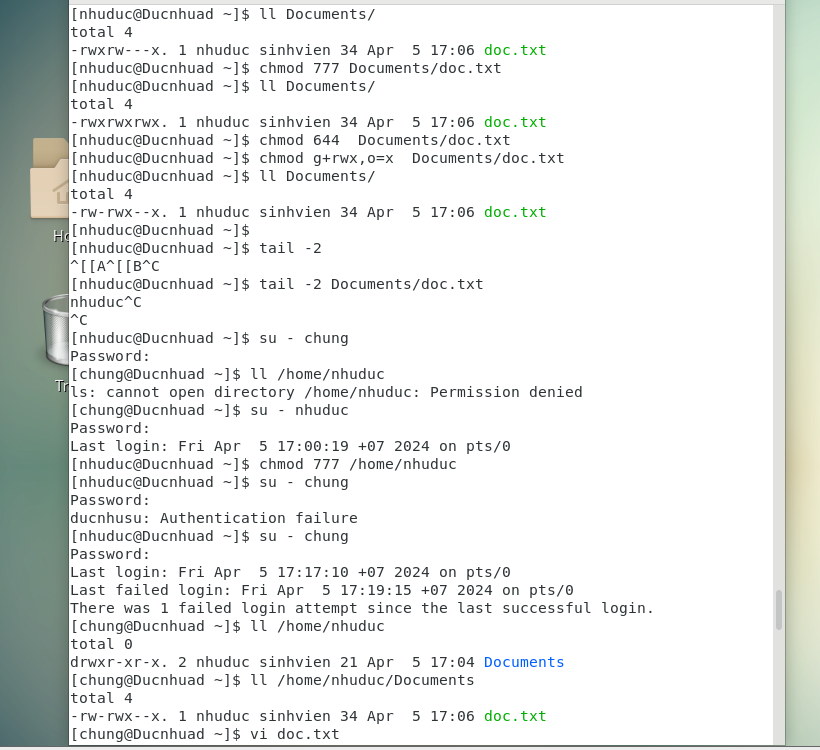 [nhuduc@Ducnhuad ~]$ ll Documents/
total 4
-rwxrw---x. 1 nhuduc sinhvien 34 Apr  5 17:06 doc.txt
[nhuduc@Ducnhuad ~]$ chmod 777 Documents/doc.txt
[nhuduc@Ducnhuad ~]$ ll Documents/
total 4
-rwxrwxrwx. 1 nhuduc sinhvien 34 Apr  5 17:06 doc.txt
[nhuduc@Ducnhuad ~]$ chmod 644  Documents/doc.txt
[nhuduc@Ducnhuad ~]$ chmod g+rwx,o=x  Documents/doc.txt
[nhuduc@Ducnhuad ~]$ ll Documents/
total 4
-rw-rwx--x. 1 nhuduc sinhvien 34 Apr  5 17:06 doc.txt
[nhuduc@Ducnhuad ~]$
[nhuduc@Ducnhuad ~]$ tail -2
^[[A^[[B^C
[nhuduc@Ducnhuad ~]$ tail -2 Documents/doc.txt
nhuduc^C
^C
[nhuduc@Ducnhuad ~]$ su - chung
Password:
[chung@Ducnhuad ~]$ ll /home/nhuduc
ls: cannot open directory /home/nhuduc: Permission denied
[chung@Ducnhuad ~]$ su - nhuduc
Password:
Last login: Fri Apr  5 17:00:19 +07 2024 on pts/0
[nhuduc@Ducnhuad ~]$ chmod 777 /home/nhuduc
[nhuduc@Ducnhuad ~]$ su - chung
Password:
ducnhusu: Authentication failure
[nhuduc@Ducnhuad ~]$ su - chung
Password:
Last login: Fri Apr  5 17:17:10 +07 2024 on pts/0
Last failed login: Fri Apr  5 17:19:15 +07 2024 on pts/0
There was 1 failed login attempt since the last successful login.
[chung@Ducnhuad ~]$ ll /home/nhuduc
total 0
drwxr-xr-x. 2 nhuduc sinhvien 21 Apr  5 17:04 Documents
[chung@Ducnhuad ~]$ ll /home/nhuduc/Documents
total 4
-rw-rwx--x. 1 nhuduc sinhvien 34 Apr  5 17:06 doc.txt
[chung@Ducnhuad ~]$ vi doc.txt